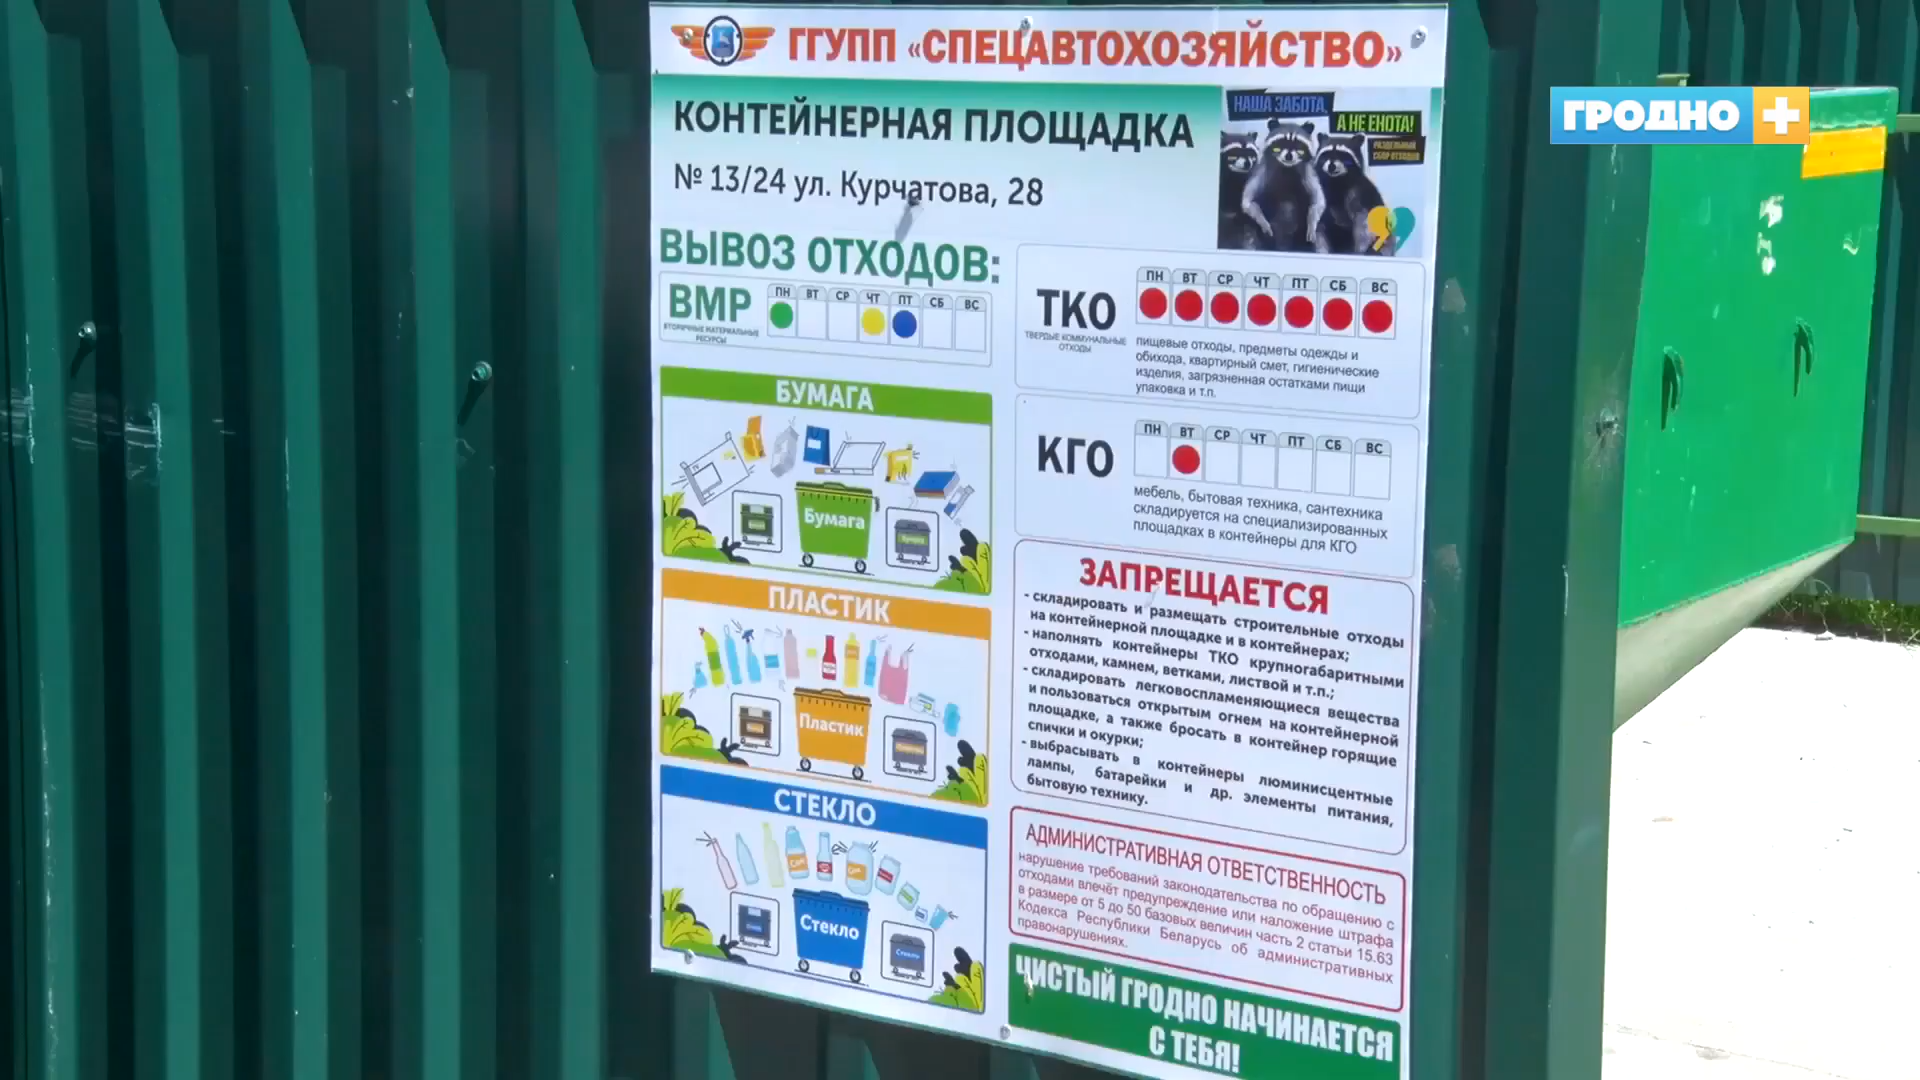 ГГУПП «СПЕЦАВТОХОЗЯЙСТВО»
ГРОДНО +
КОНТЕЙНЕРНАЯ ПЛОЩАДКА
№ 13/24 ул. Курчатова, 28
НАША ЗАБОТА,
А НЕ ЕНОТА!
РАЗДЕЛЬНЫЙ
СБОР ОТХОДОВ
ВЫВОЗ ОТХОДОВ:
ВМР
ВТОРИЧНЫЕ МАТЕРИАЛЬНЫЕ
РЕСУРСЫ
ПН ВТ СР ЧТ ПТ СБ ВС
БУМАГА
Бумага
ПЛАСТИК
Пластик
СТЕКЛО
Стекло
ТКО
ТВЕРДЫЕ КОММУНАЛЬНЫЕ
ОТХОДЫ
ПН ВТ СР ЧТ ПТ СБ ВС
пищевые отходы, предметы одежды и
обихода, квартирный смет, гигиенические
изделия, загрязненная остатками пищи
упаковка и т.п.
КГО
ПН ВТ СР ЧТ ПТ СБ ВС
мебель, бытовая техника, сантехника
складируется на специализированных
площадках в контейнеры для КГО
ЗАПРЕЩАЕТСЯ
- складировать и размещать строительные отходы
на контейнерной площадке и в контейнерах;
- наполнять контейнеры ТКО крупногабаритными
отходами, камнем, ветками, листвой и т.п.;
- складировать легковоспламеняющиеся вещества
и пользоваться открытым огнем на контейнерной
площадке, а также бросать в контейнер горящие
спички и окурки;
- выбрасывать в контейнеры люминисцентные
лампы, батарейки и др. элементы питания,
бытовую технику.
АДМИНИСТРАТИВНАЯ ОТВЕТСТВЕННОСТЬ
нарушение требований законодательства по обращению с
отходами влечёт предупреждение или наложение штрафа
в размере от 5 до 50 базовых величин часть 2 статьи 15.63
Кодекса Республики Беларусь об административных
правонарушениях.
ЧИСТЫЙ ГРОДНО НАЧИНАЕТСЯ
С ТЕБЯ!